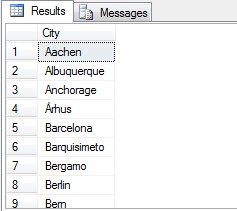 Results Messages
City
1 Aachen
2 Albuquerque
3 Anchorage
4 Århus
5 Barcelona
6 Barquisimeto
7 Bergamo
8 Berlin
9 Bern